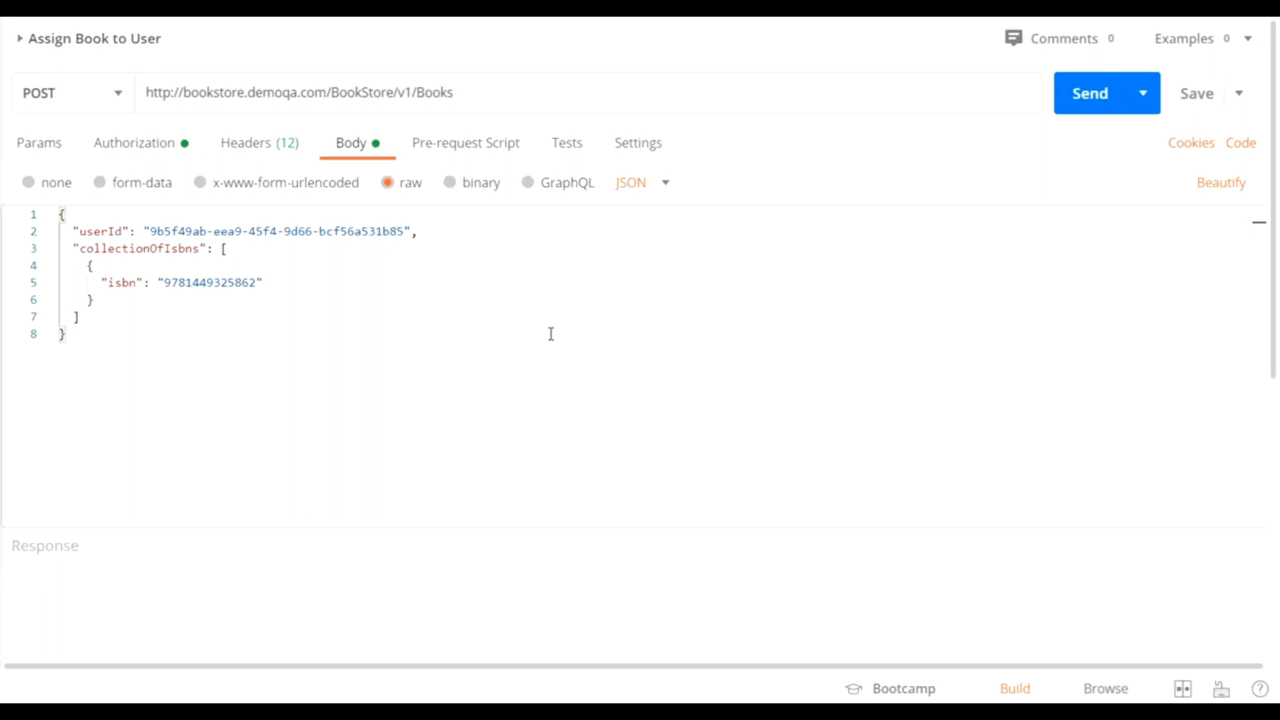 Assign Book to User
Comments 0 Examples 0
POST http://bookstore.demoqa.com/BookStore/v1/Books Send Save
Params Authorization Headers (12) Body Pre-request Script Tests Settings Cookies Code
none form-data x-www-form-urlencoded raw binary GraphQL JSON Beautify
1 {
2 "userId": "9b5f49ab-eea9-45f4-9d66-bcf56a531b85",
3 "collectionOfIsbns": [
4 {
5 "isbn": "9781449325862"
6 }
7 ]
8 }
Response
Bootcamp Build Browse